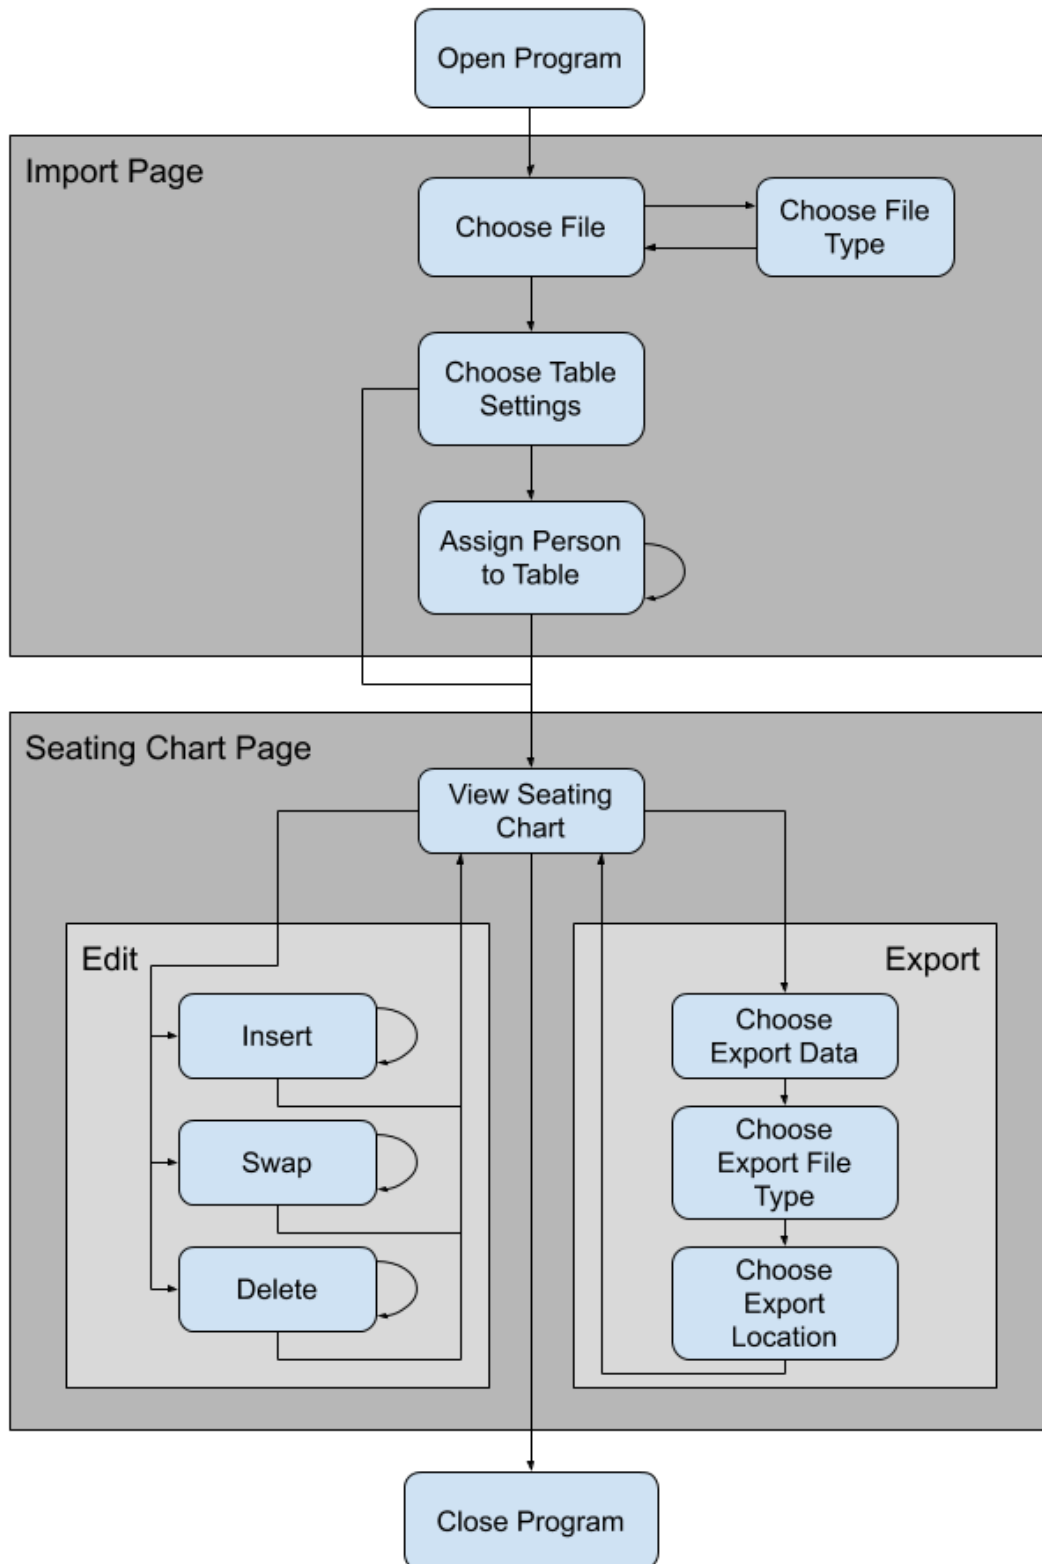 Open Program
Import Page
Choose File
Choose File
Type
Choose Table
Settings
Assign Person
to Table
Seating Chart Page
View Seating
Chart
Edit
Insert
Swap
Delete
Export
Choose
Export Data
Choose
Export File
Type
Choose
Export
Location
Close Program